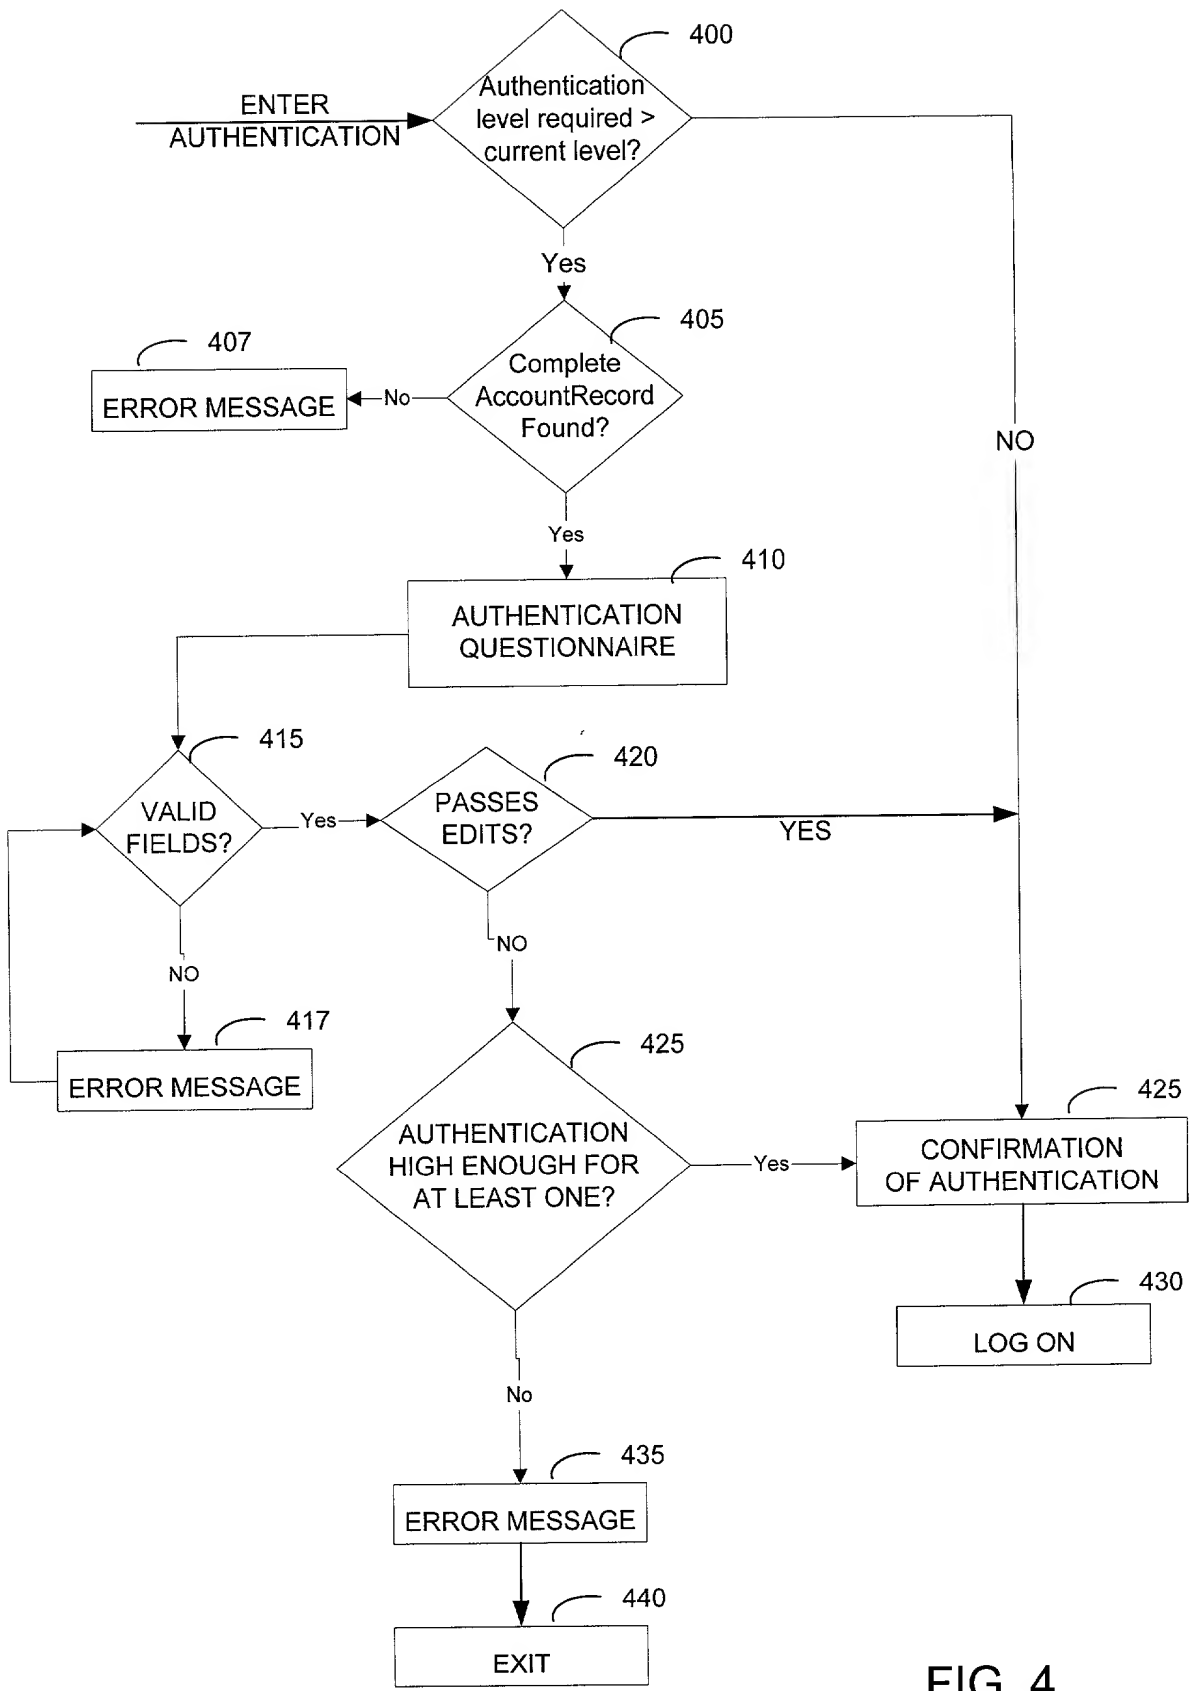 400
Authentication
level required >
current level?
ENTER
AUTHENTICATION
Yes
NO
405
Complete
AccountRecord
Found?
No
407
ERROR MESSAGE
Yes
410
AUTHENTICATION
QUESTIONNAIRE
415
VALID
FIELDS?
Yes
420
PASSES
EDITS?
YES
NO
NO
417
ERROR MESSAGE
425
AUTHENTICATION
HIGH ENOUGH FOR
AT LEAST ONE?
Yes
425
CONFIRMATION
OF AUTHENTICATION
430
LOG ON
No
435
ERROR MESSAGE
440
EXIT
FIG. 4